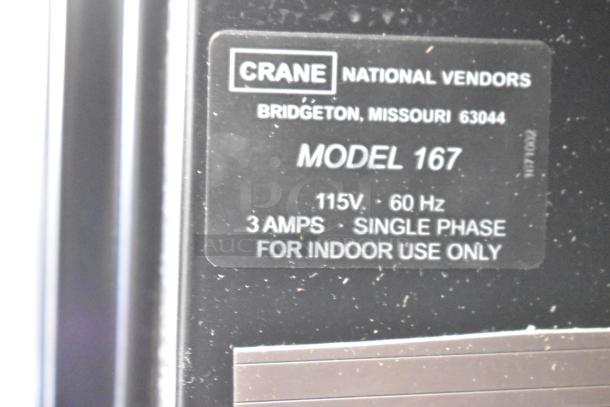 CRANE NATIONAL VENDORS
BRIDGETON, MISSOURI 63044
MODEL 167
1671002
115V. · 60 Hz
3 AMPS · SINGLE PHASE
FOR INDOOR USE ONLY